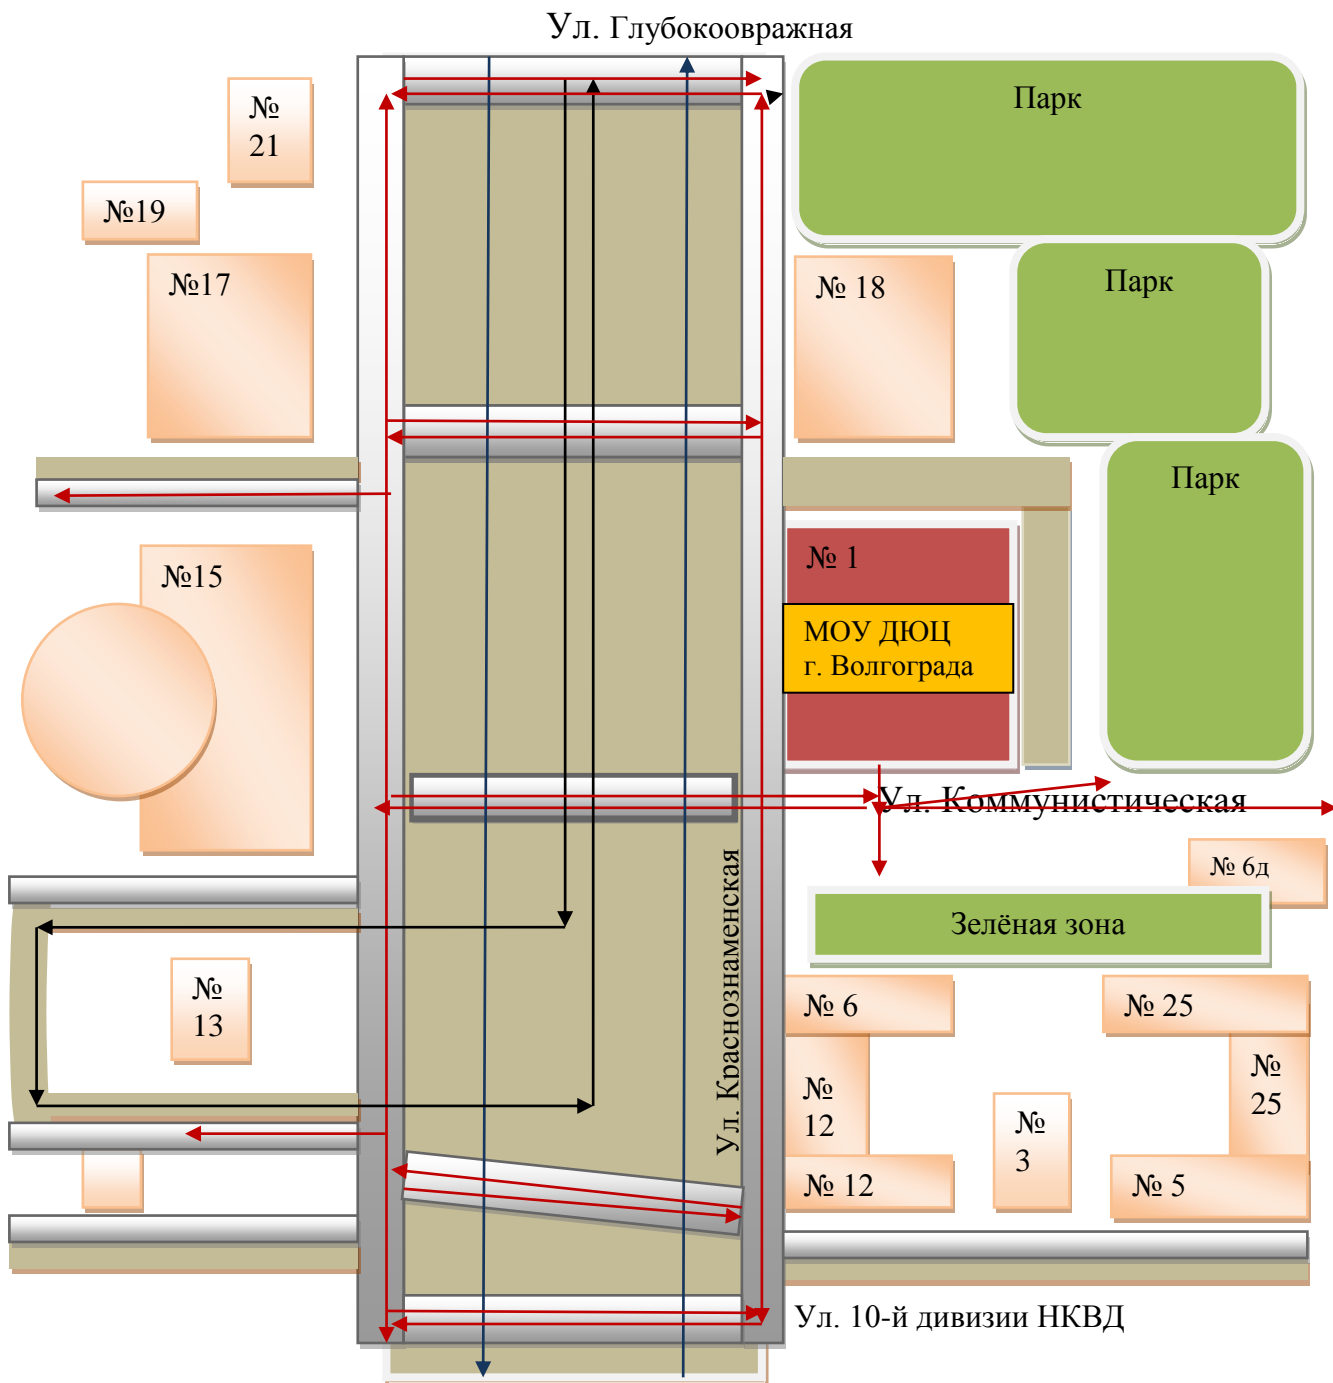 Ул. Глубокоовражная
Парк
№
21
№19
№17
№ 18
Парк
Парк
№15
№ 1
МОУ ДЮЦ
г. Волгограда
Ул. Коммунистическая
Ул. Краснознаменская
№ 6д
Зелёная зона
№
13
№ 6
№ 25
№
12
№
25
№
3
№ 12
№ 5
Ул. 10-й дивизии НКВД